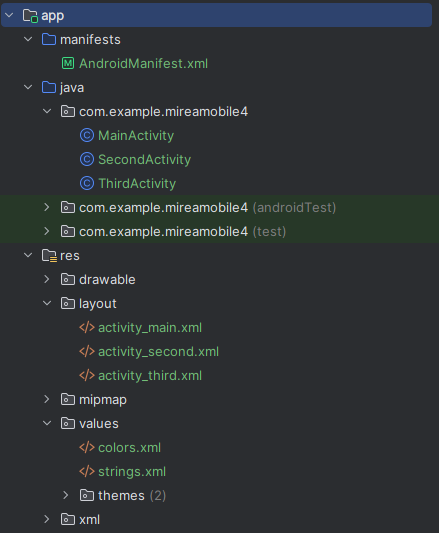 app
manifests
AndroidManifest.xml
java
com.example.mireamobile4
MainActivity
SecondActivity
ThirdActivity
com.example.mireamobile4 (androidTest)
com.example.mireamobile4 (test)
res
drawable
layout
activity_main.xml
activity_second.xml
activity_third.xml
mipmap
values
colors.xml
strings.xml
themes (2)
xml